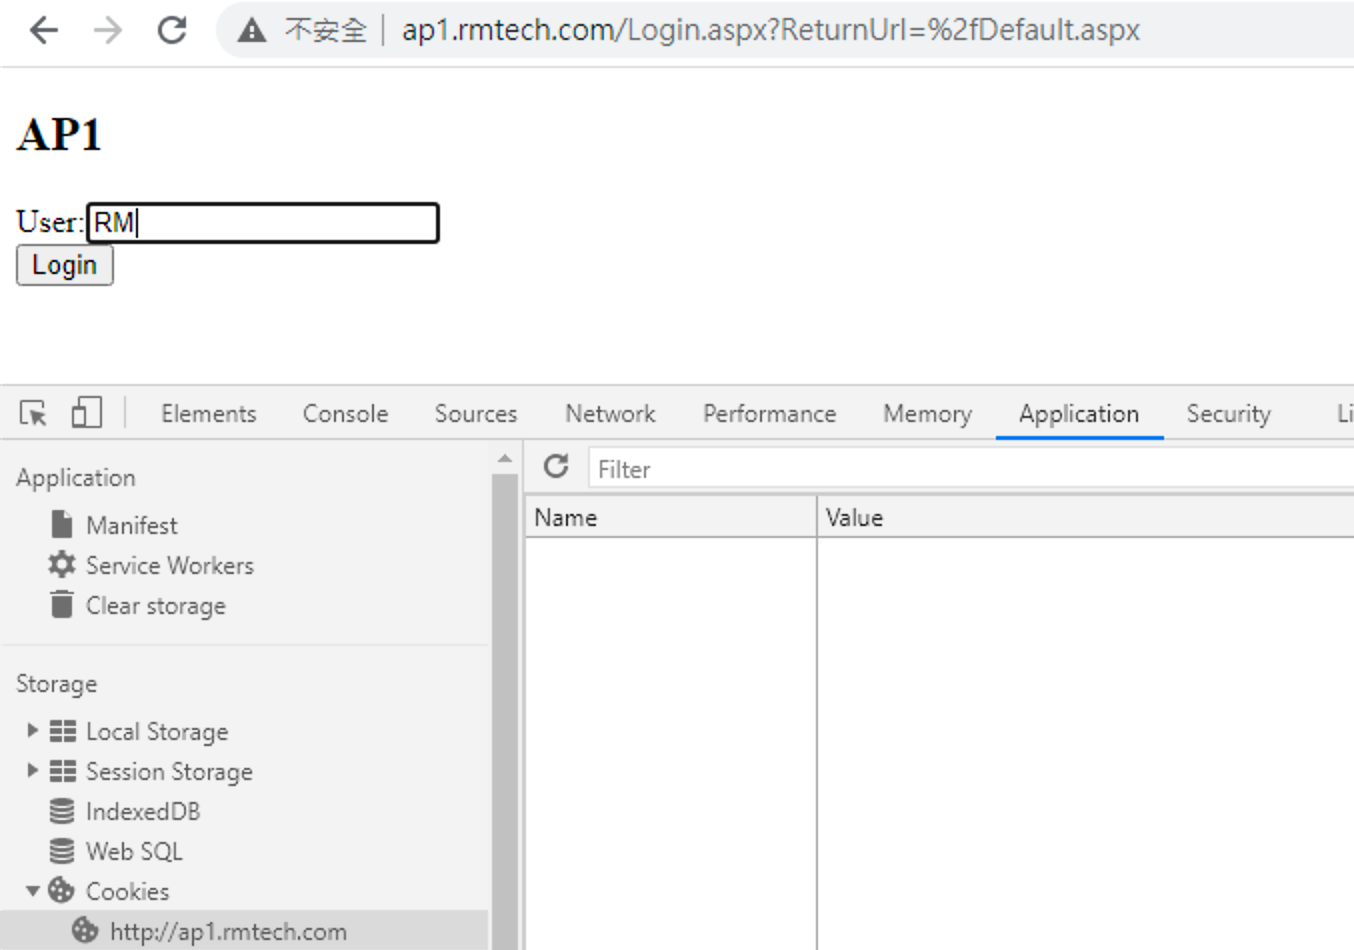 不安全 ap1.rmtech.com/Login.aspx?ReturnUrl=%2fDefault.aspx
AP1
User: RM
Login
Elements Console Sources Network Performance Memory Application Security Li
Application
Manifest
Service Workers
Clear storage
Storage
Local Storage
Session Storage
IndexedDB
Web SQL
Cookies
http://ap1.rmtech.com
Filter
Name Value